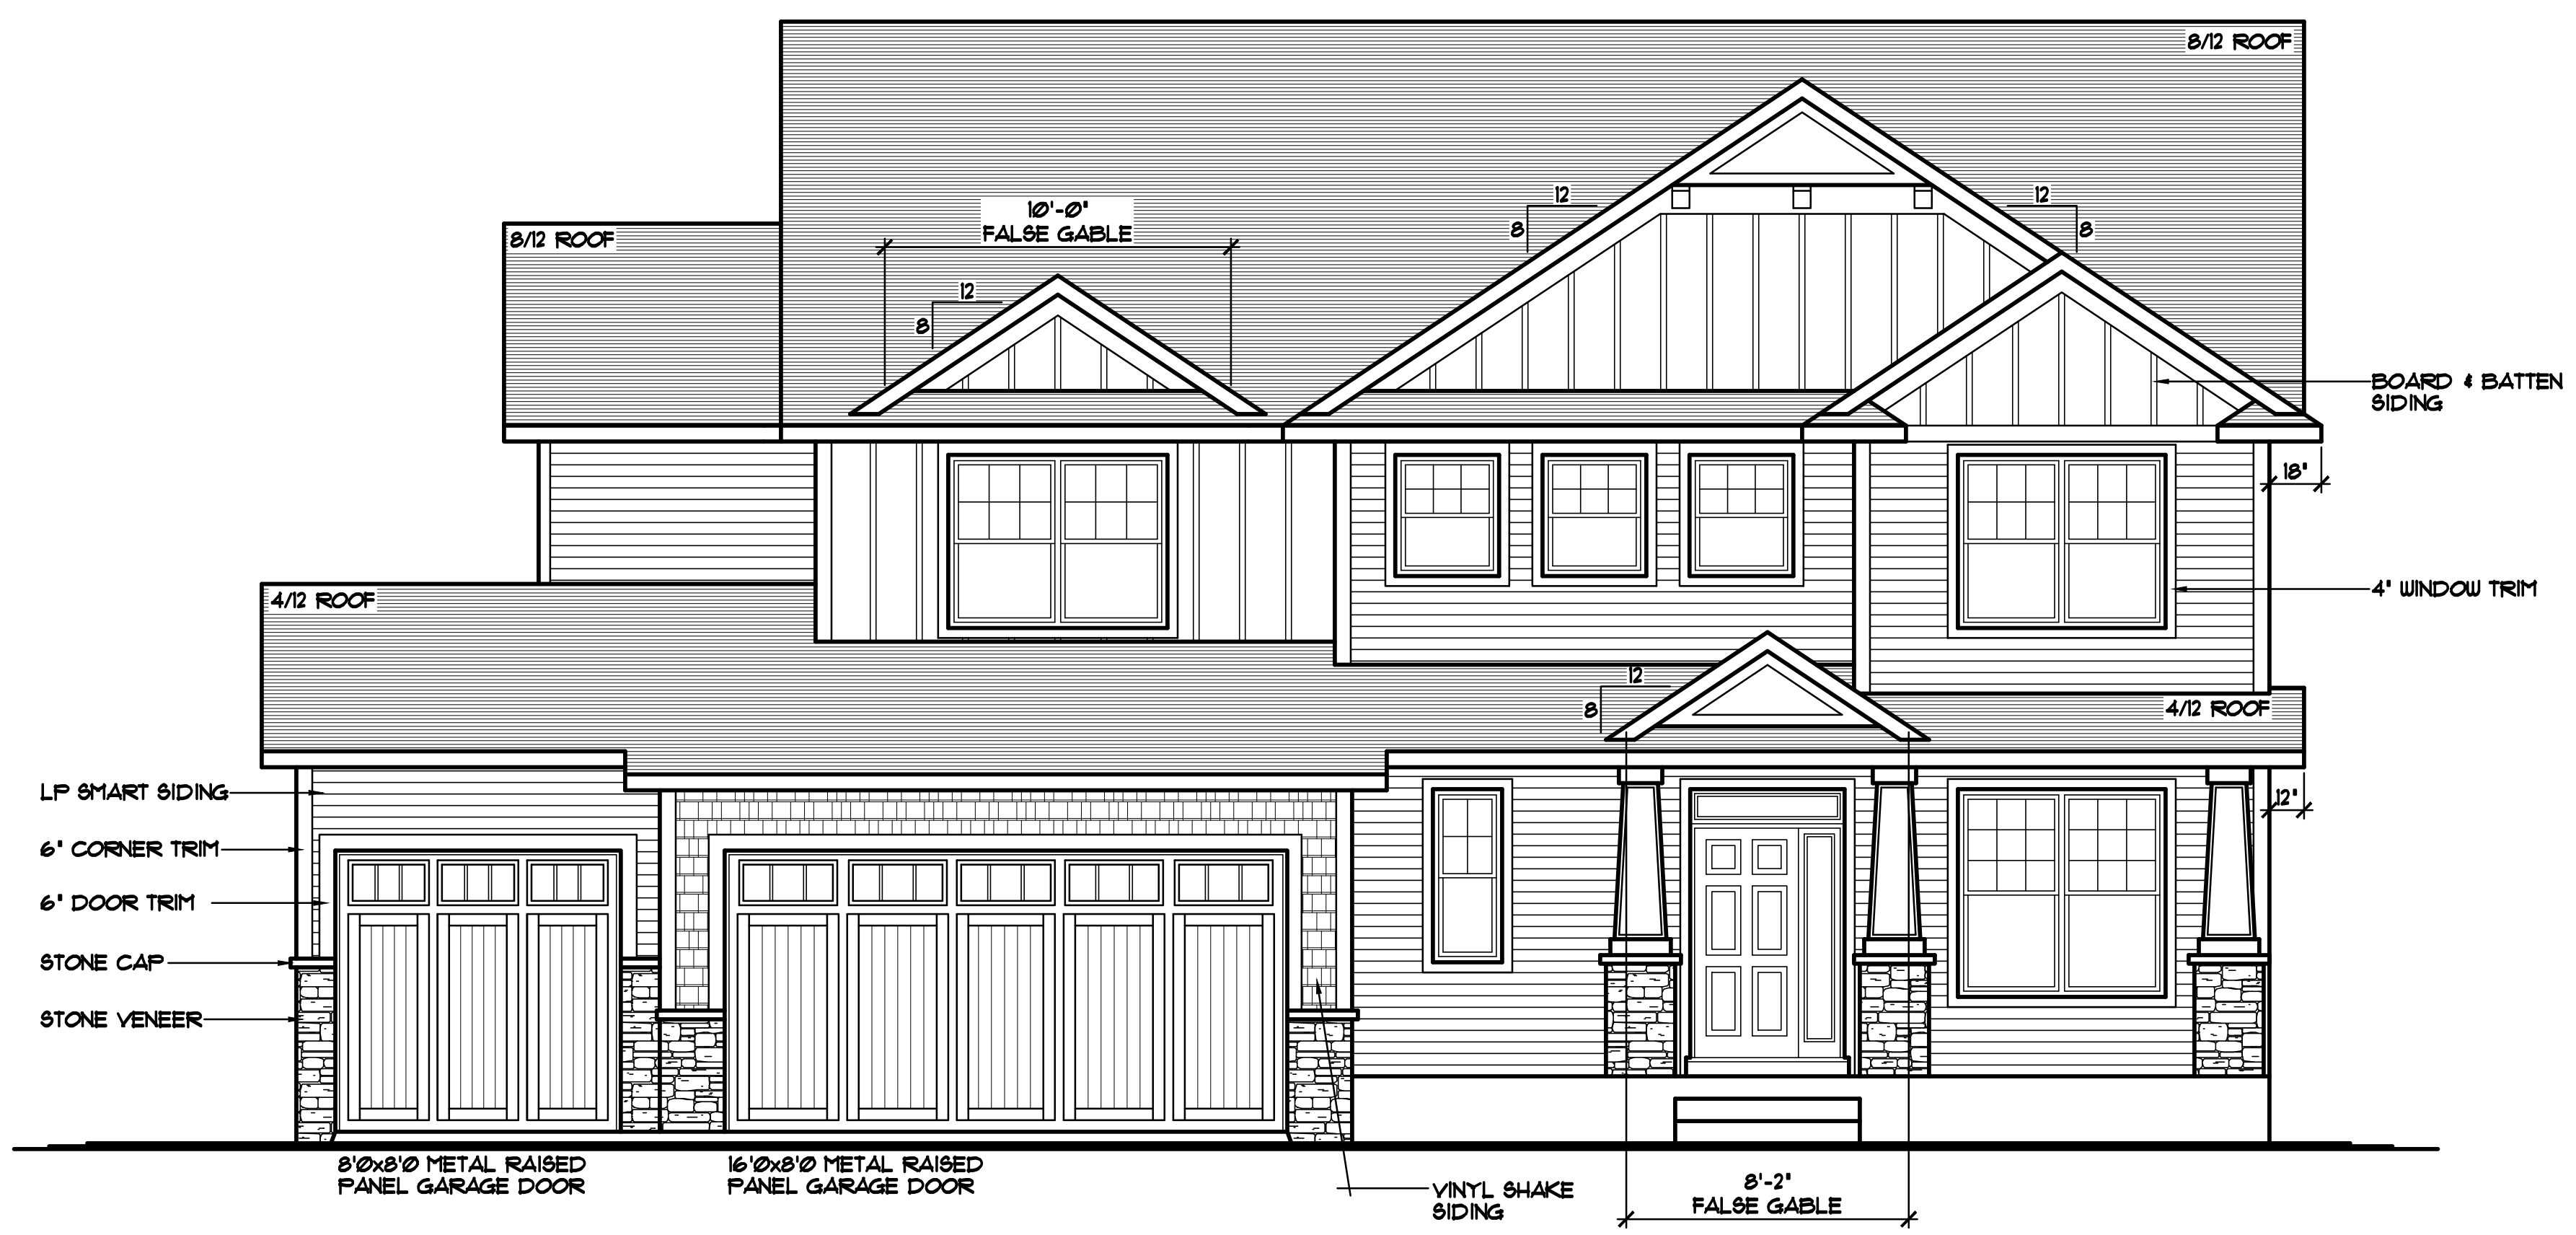 8/12 ROOF
12
8
12
8
10'-0"
FALSE GABLE
8/12 ROOF
12
8
BOARD & BATTEN
SIDING
18"
4/12 ROOF
4" WINDOW TRIM
12
8
4/12 ROOF
LP SMART SIDING
12"
6" CORNER TRIM
6" DOOR TRIM
STONE CAP
STONE VENEER
8'0x8'0 METAL RAISED
PANEL GARAGE DOOR
16'0x8'0 METAL RAISED
PANEL GARAGE DOOR
VINYL SHAKE
SIDING
8'-2"
FALSE GABLE